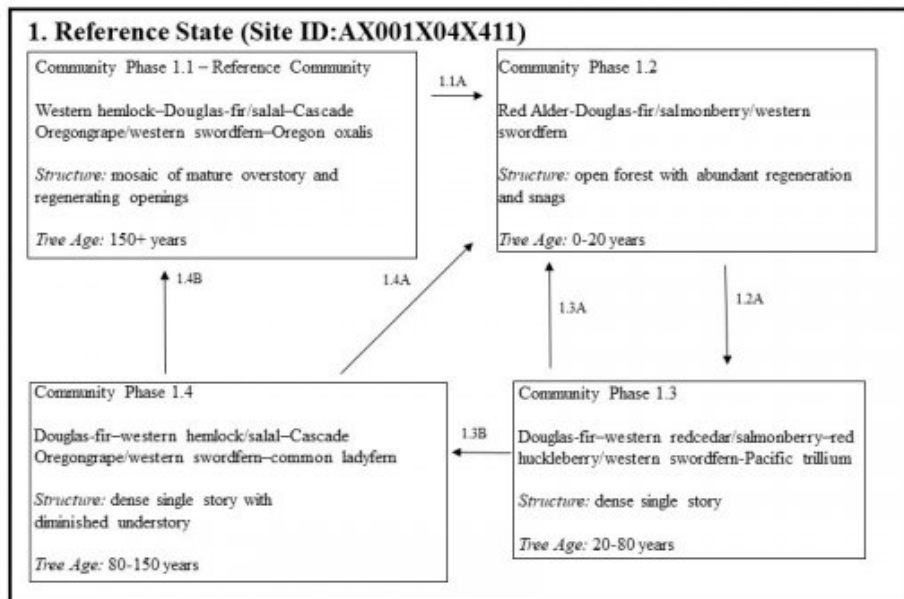 1. Reference State (Site ID:AX001X04X411)
Community Phase 1.1 – Reference Community
Western hemlock–Douglas-fir/salal–Cascade
Oregongrape/western swordfern–Oregon oxalis
Structure: mosaic of mature overstory and
regenerating openings
Tree Age: 150+ years
1.1A
Community Phase 1.2
Red Alder-Douglas-fir/salmonberry/western
swordfern
Structure: open forest with abundant regeneration
and snags
Tree Age: 0-20 years
1.4B
1.4A
1.3A
1.2A
Community Phase 1.4
Douglas-fir–western hemlock/salal–Cascade
Oregongrape/western swordfern–common ladyfern
Structure: dense single story with
diminished understory
Tree Age: 80-150 years
1.3B
Community Phase 1.3
Douglas-fir–western redcedar/salmonberry–red
huckleberry/western swordfern-Pacific trillium
Structure: dense single story
Tree Age: 20-80 years